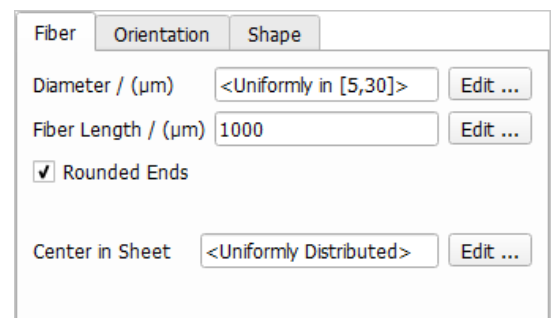 Fiber Orientation Shape
Diameter / (µm) <Uniformly in [5,30]> Edit ...
Fiber Length / (µm) 1000 Edit ...
Rounded Ends
Center in Sheet <Uniformly Distributed> Edit ...